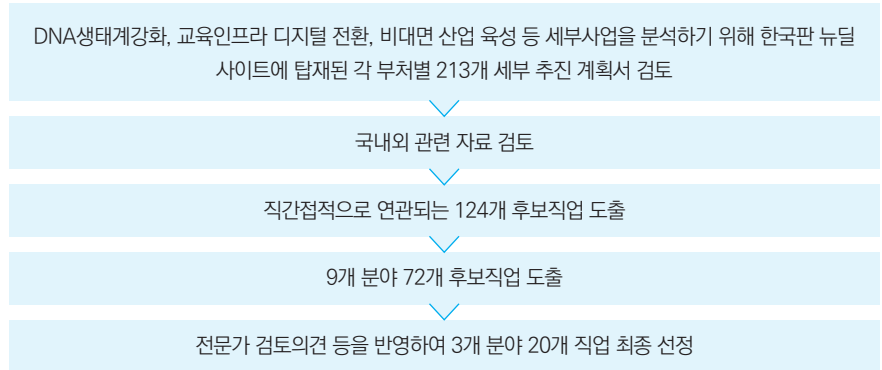 DNA생태계강화, 교육인프라 디지털 전환, 비대면 산업 육성 등 세부사업을 분석하기 위해 한국판 뉴딜
사이트에 탑재된 각 부처별 213개 세부 추진 계획서 검토
국내외 관련 자료 검토
직간접적으로 연관되는 124개 후보직업 도출
9개 분야 72개 후보직업 도출
전문가 검토의견 등을 반영하여 3개 분야 20개 직업 최종 선정